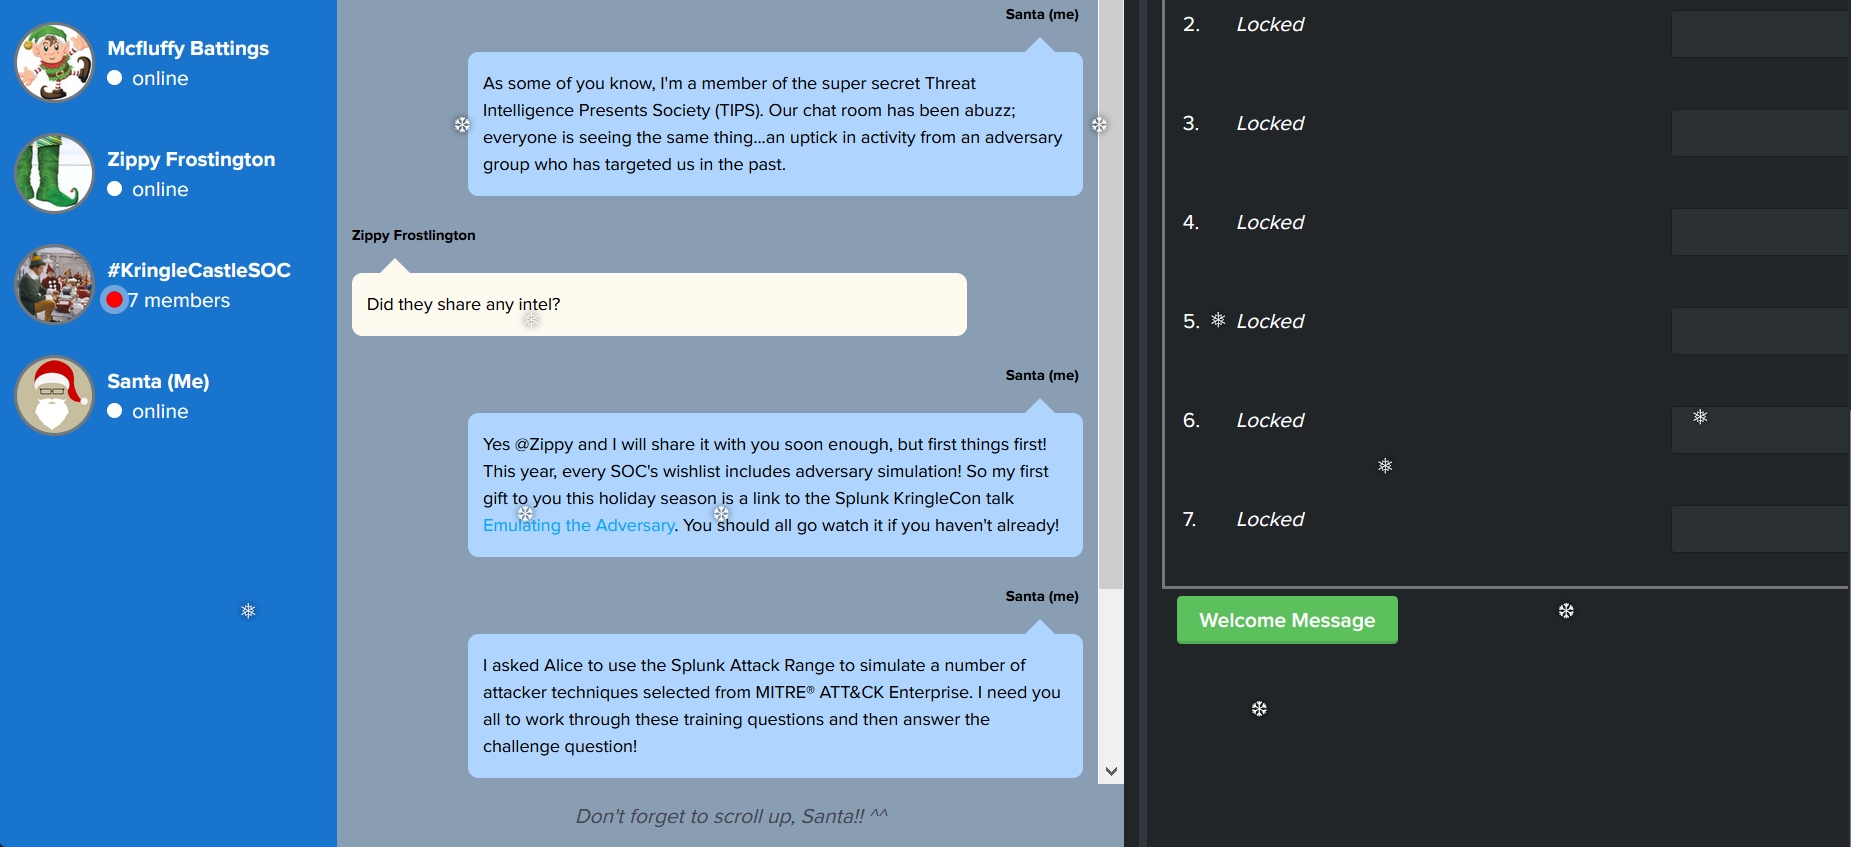 Mcfluffy Battings
online
Zippy Frostington
online
#KringleCastleSOC
7 members
Santa (Me)
online
Santa (me)
As some of you know, I'm a member of the super secret Threat
Intelligence Presents Society (TIPS). Our chat room has been abuzz;
everyone is seeing the same thing...an uptick in activity from an adversary
group who has targeted us in the past.
Zippy Frostlington
Did they share any intel?
Santa (me)
Yes @Zippy and I will share it with you soon enough, but first things first!
This year, every SOC's wishlist includes adversary simulation! So my first
gift to you this holiday season is a link to the Splunk KringleCon talk
Emulating the Adversary. You should all go watch it if you haven't already!
Santa (me)
I asked Alice to use the Splunk Attack Range to simulate a number of
attacker techniques selected from MITRE® ATT&CK Enterprise. I need you
all to work through these training questions and then answer the
challenge question!
Don't forget to scroll up, Santa!! ^^
2. Locked
3. Locked
4. Locked
5. Locked
6. Locked
7. Locked
Welcome Message